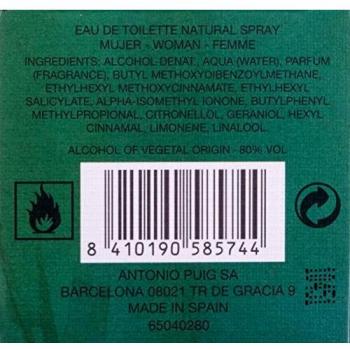 EAU DE TOILETTE NATURAL SPRAY
MUJER - WOMAN - FEMME
INGREDIENTS: ALCOHOL DENAT., AQUA (WATER), PARFUM
(FRAGRANCE), BUTYL METHOXYDIBENZOYLMETHANE,
ETHYLHEXYL METHOXYCINNAMATE, ETHYLHEXYL
SALICYLATE, ALPHA-ISOMETHYL IONONE, BUTYLPHENYL
METHYLPROPIONAL, CITRONELLOL, GERANIOL, HEXYL
CINNAMAL, LIMONENE, LINALOOL.
ALCOHOL OF VEGETAL ORIGIN - 80% VOL
8 410190 585744
ANTONIO PUIG SA
BARCELONA 08021 TR DE GRACIA 9
MADE IN SPAIN
65040280